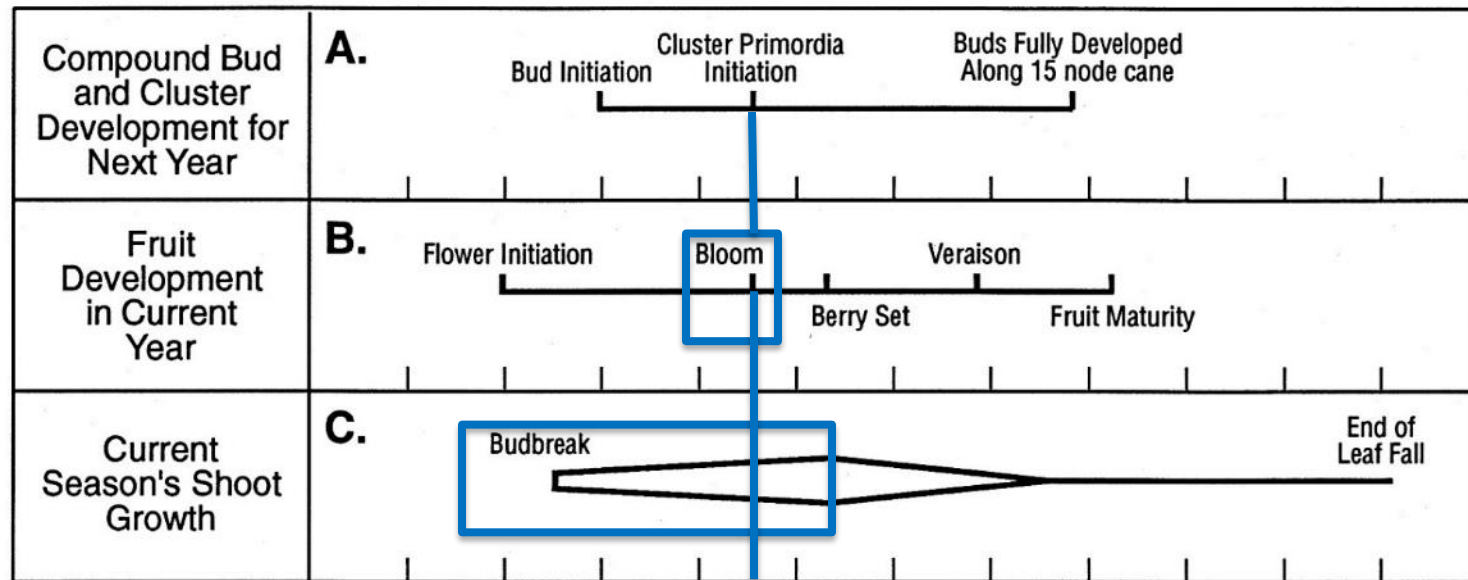 Compound Bud
and Cluster
Development for
Next Year
A.
Bud Initiation
Cluster Primordia
Initiation
Buds Fully Developed
Along 15 node cane
Fruit
Development
in Current
Year
B.
Flower Initiation
Bloom
Veraison
Berry Set
Fruit Maturity
Current
Season's Shoot
Growth
C.
Budbreak
End of
Leaf Fall